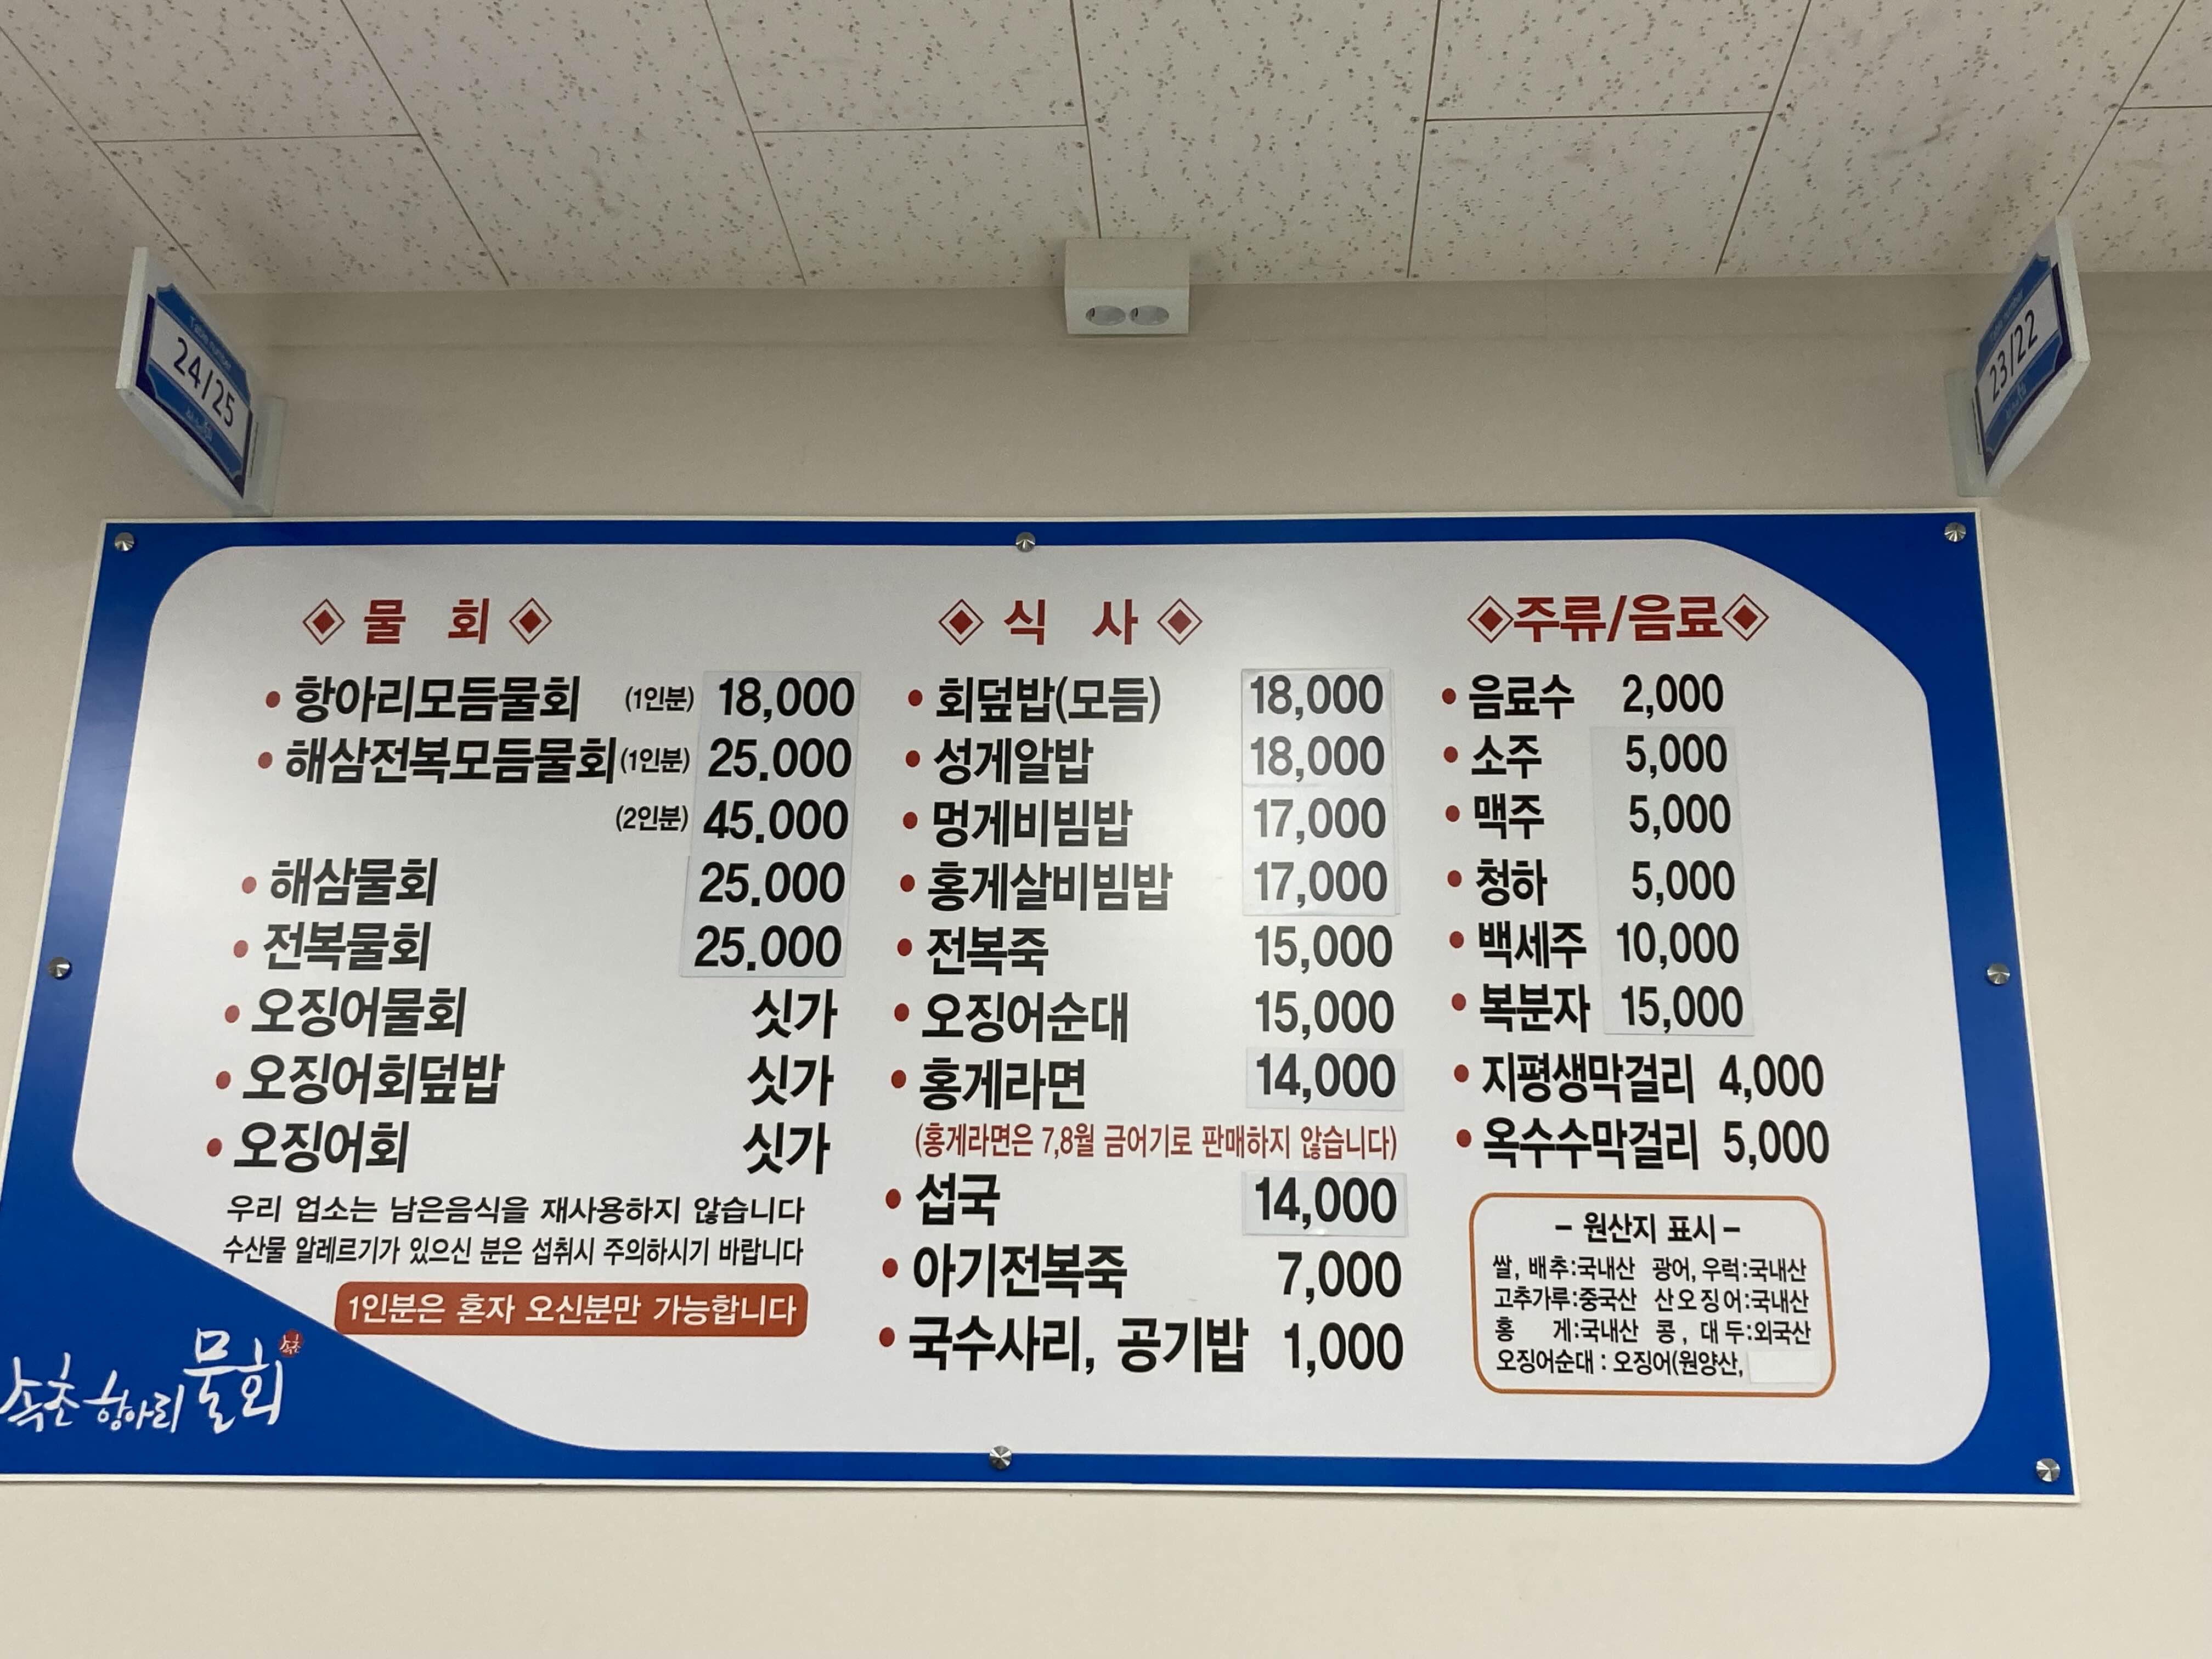 24/25
23/22
물 회
항아리모듬물회 (1인분) 18,000
해삼전복모듬물회 (1인분) 25.000
(2인분) 45.000
해삼물회 25.000
전복물회 25.000
오징어물회 싯가
오징어회덮밥 싯가
오징어회 싯가
우리 업소는 남은음식을 재사용하지 않습니다
수산물 알레르기가 있으신 분은 섭취시 주의하시기 바랍니다
1인분은 혼자 오신분만 가능합니다
속초 항아리 물회
식 사
회덮밥(모듬) 18,000
성게알밥 18,000
멍게비빔밥 17,000
홍게살비빔밥 17,000
전복죽 15,000
오징어순대 15,000
홍게라면 14,000
(홍게라면은 7,8월 금어기로 판매하지 않습니다)
섭국 14,000
아기전복죽 7,000
국수사리, 공기밥 1,000
주류/음료
음료수 2,000
소주 5,000
맥주 5,000
청하 5,000
백세주 10,000
복분자 15,000
지평생막걸리 4,000
옥수수막걸리 5,000
- 원산지 표시 -
쌀, 배추:국내산 광어, 우럭:국내산
고추가루:중국산 산오징어:국내산
홍 게:국내산 콩, 대두:외국산
오징어순대 : 오징어(원양산,